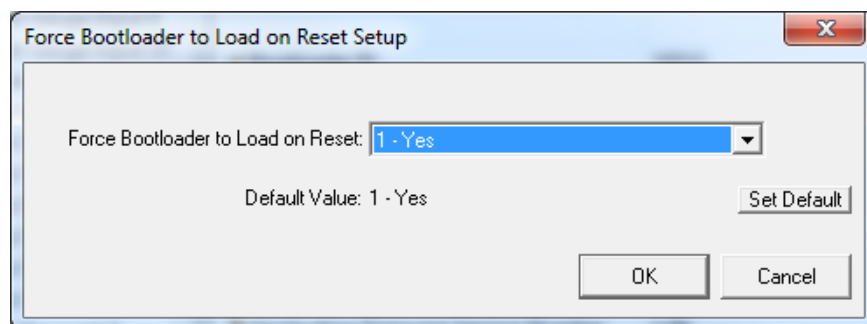 Force Bootloader to Load on Reset Setup
Force Bootloader to Load on Reset: 1 - Yes
Default Value: 1 - Yes
Set Default
OK
Cancel